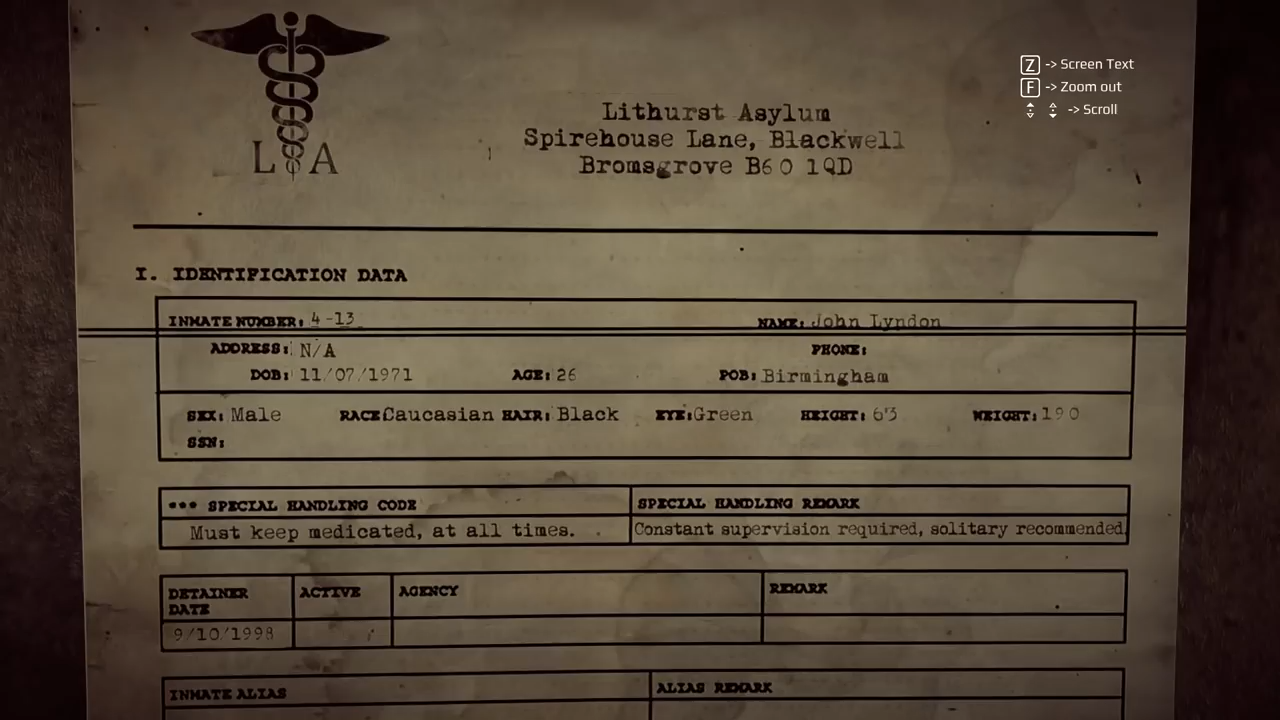 Z -> Screen Text
F -> Zoom out
-> Scroll
L A
Lithurst Asylum
Spirehouse Lane, Blackwell
Bromsgrove B60 1QD
I. IDENTIFICATION DATA
INMATE NUMBER: 4-13 NAME: John Lyndon
ADDRESS: N/A PHONE:
DOB: 11/07/1971 AGE: 26 POB: Birmingham
SEX: Male RACE Caucasian HAIR: Black EYE: Green HEIGHT: 6'3 WEIGHT: 190
SSN:
*** SPECIAL HANDLING CODE SPECIAL HANDLING REMARK
Must keep medicated, at all times. Constant supervision required, solitary recommended
DETAINER DATE ACTIVE AGENCY REMARK
9/10/1998
INMATE ALIAS ALIAS REMARK